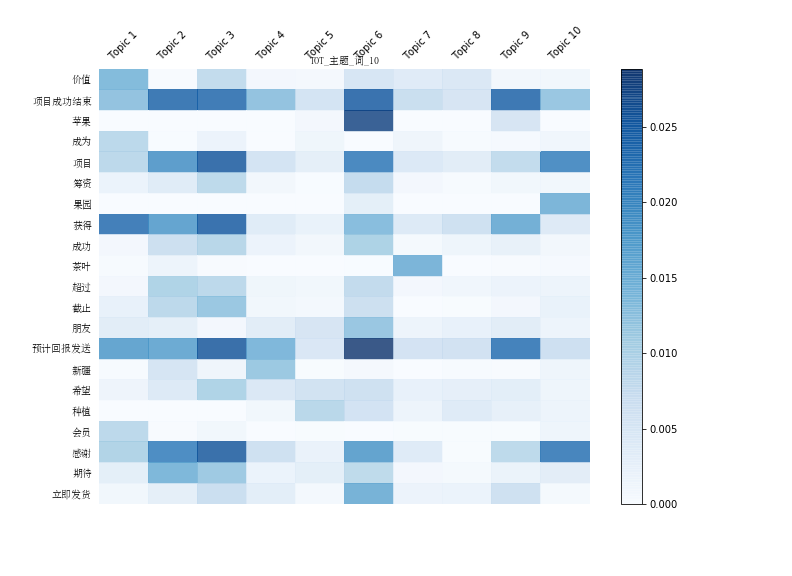 Topic 1 Topic 2 Topic 3 Topic 4 Topic 5 Topic 6 Topic 7 Topic 8 Topic 9 Topic 10
IOT_主题_词_10
价值
项目成功结束
苹果
成为
项目
筹资
果园
获得
成功
茶叶
超过
截止
朋友
预计回报发送
新疆
希望
种植
会员
感谢
期待
立即发货
0.025
0.020
0.015
0.010
0.005
0.000